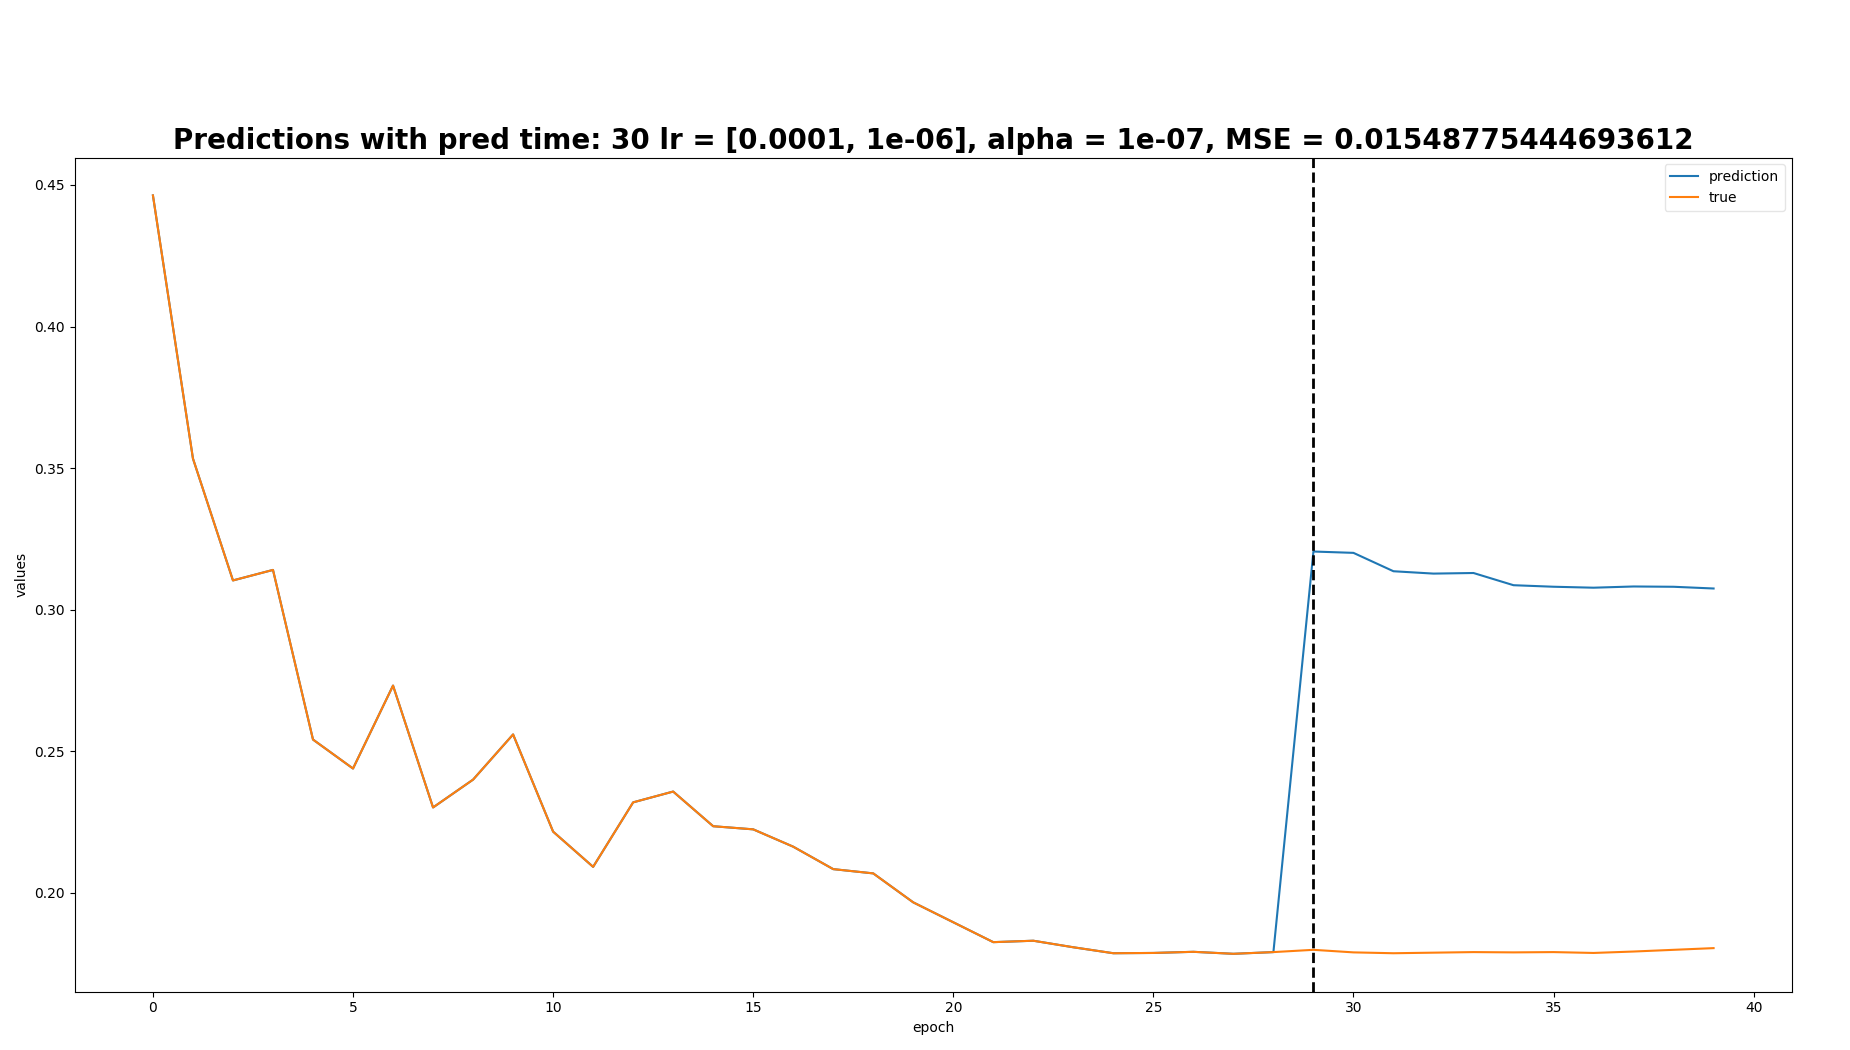 Predictions with pred time: 30 lr = [0.0001, 1e-06], alpha = 1e-07, MSE = 0.01548775444693612
prediction
true
0.45
0.40
0.35
0.30
0.25
0.20
values
0 5 10 15 20 25 30 35 40
epoch